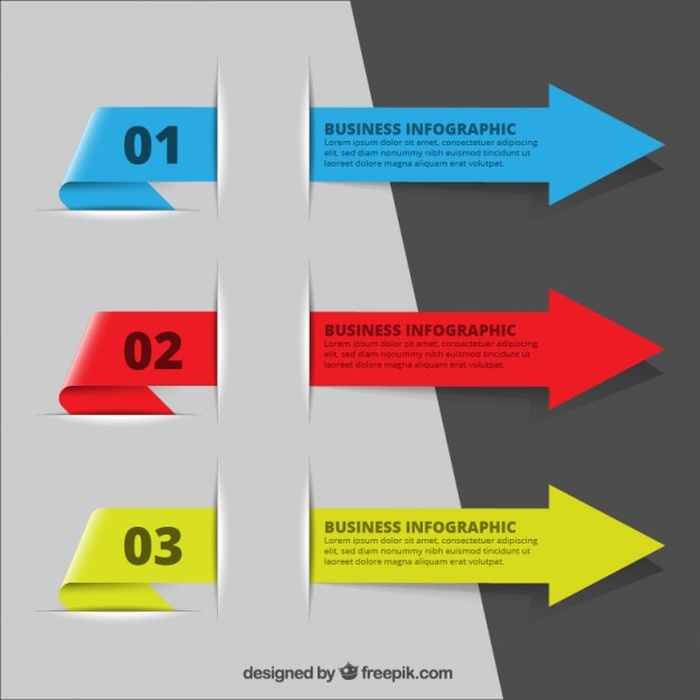 01
BUSINESS INFOGRAPHIC
Lorem ipsum dolor sit amet, consectetuer adipiscing
elit, sed diam nonummy nibh euismod tincidunt ut
laoreet dolore magna aliquam erat volutpat.
02
BUSINESS INFOGRAPHIC
Lorem ipsum dolor sit amet, consectetuer adipiscing
elit, sed diam nonummy nibh euismod tincidunt ut
laoreet dolore magna aliquam erat volutpat.
03
BUSINESS INFOGRAPHIC
Lorem ipsum dolor sit amet, consectetuer adipiscing
elit, sed diam nonummy nibh euismod tincidunt ut
laoreet dolore magna aliquam erat volutpat.
designed by freepik.com